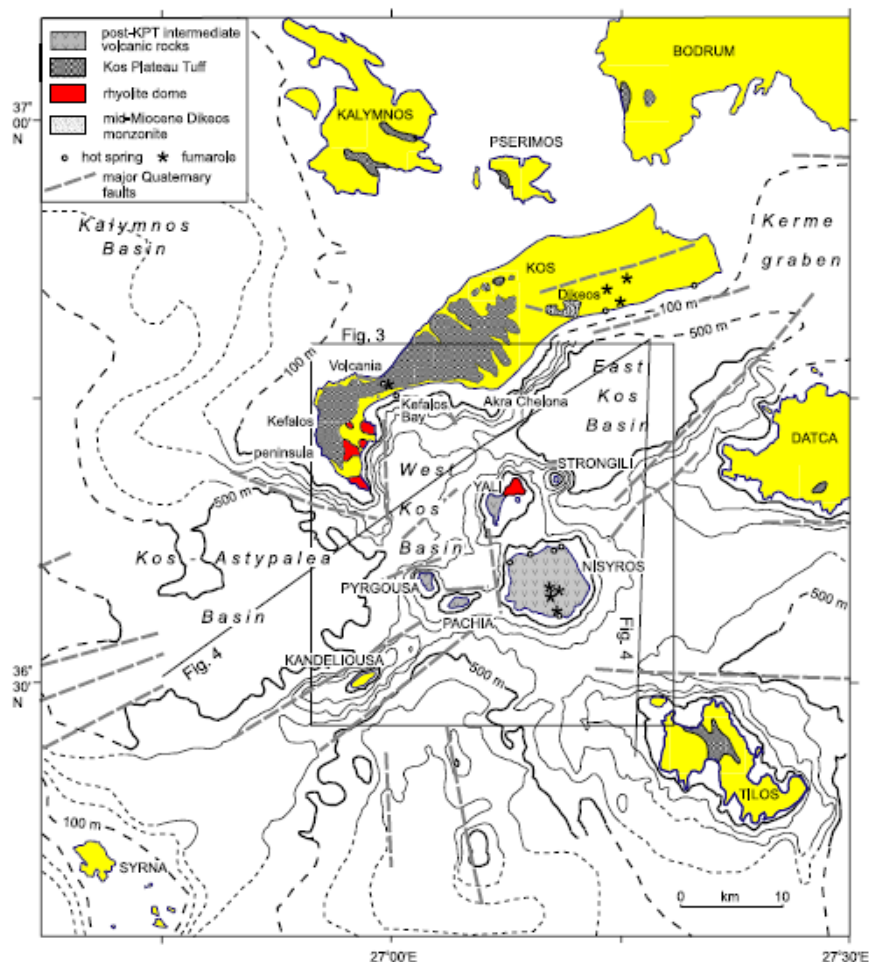 post-KPT intermediate
volcanic rocks
Kos Plateau Tuff
rhyolite dome
mid-Miocene Dikeos
monzonite
hot spring * fumarole
major Quaternary
faults
37°
00'
N
BODRUM
KALYMNOS
PSERIMOS
Kalymnos
Basin
Kerme
graben
KOS
Dikeos
100 m
500 m
Fig. 3
100 m
Volcania
East
Kos
Basin
Kefalos
Bay
Akra Chelona
Kefalos
peninsula
DATCA
West
Kos
Basin
STRONGILI
YALI
500 m
Kos - Astypalea
Basin
NISYROS
PYRGOUSA
PACHIA
500 m
Fig. 4
KANDELIOUSA
500 m
Fig. 4
36°
30'
N
TILOS
100 m
SYRNA
0 km 10
27°00'E
27°30'E